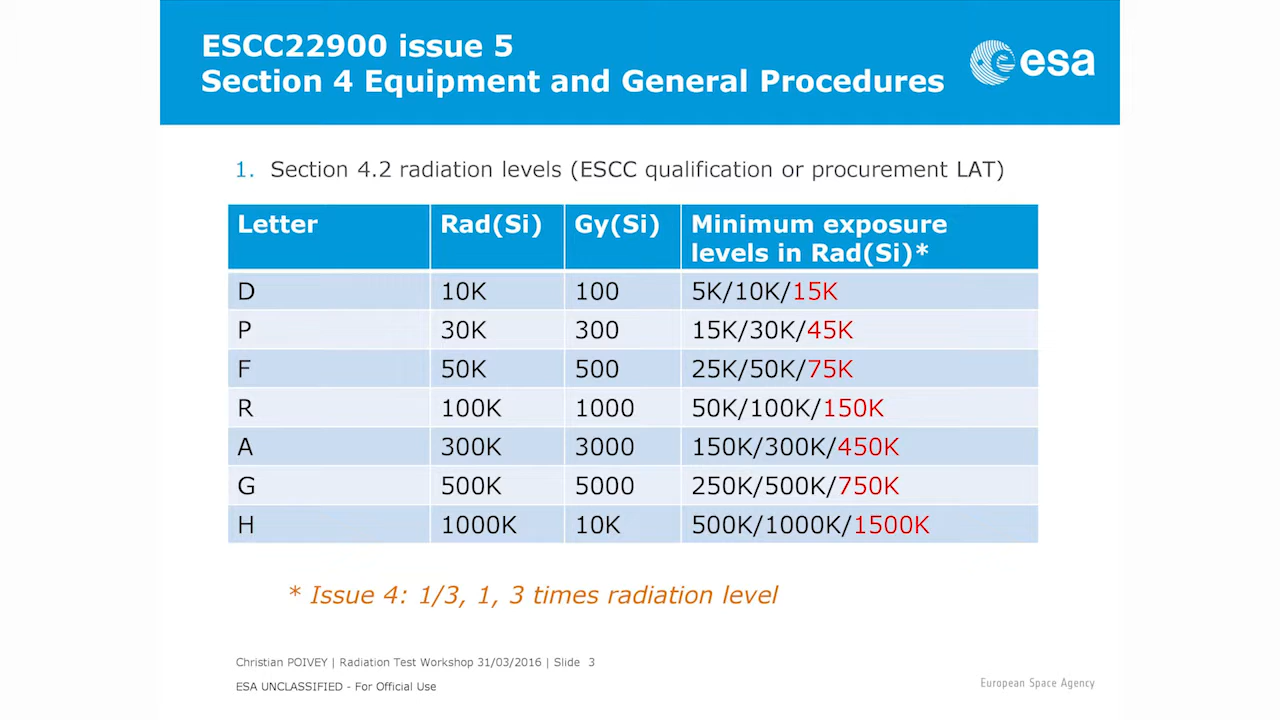 ESCC22900 issue 5
Section 4 Equipment and General Procedures
esa
1. Section 4.2 radiation levels (ESCC qualification or procurement LAT)
Letter Rad(Si) Gy(Si) Minimum exposure levels in Rad(Si)*
D 10K 100 5K/10K/15K
P 30K 300 15K/30K/45K
F 50K 500 25K/50K/75K
R 100K 1000 50K/100K/150K
A 300K 3000 150K/300K/450K
G 500K 5000 250K/500K/750K
H 1000K 10K 500K/1000K/1500K
* Issue 4: 1/3, 1, 3 times radiation level
Christian POIVEY | Radiation Test Workshop 31/03/2016 | Slide 3
ESA UNCLASSIFIED - For Official Use
European Space Agency